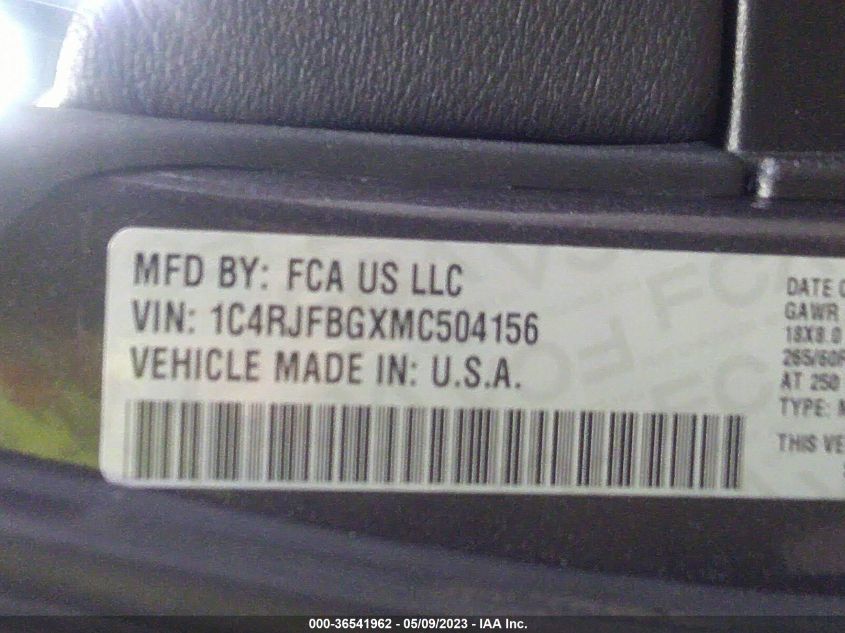 MFD BY: FCA US LLC
VIN: 1C4RJFBGXMC504156
VEHICLE MADE IN: U.S.A.
DATE
GAWR
18X8.0
265/60R
AT 250
TYPE:
THIS
FCA
000-36541962 - 05/09/2023 - IAA Inc.